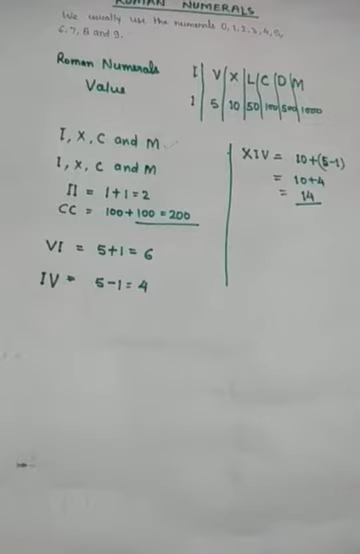 ROMAN NUMERALS
We usually use the numerals 0, 1, 2, 3, 4, 5,
6, 7, 8 and 9.
Roman Numerals I | V | X | L | C | D | M
Value 1 | 5 | 10 | 50 | 100 | 500 | 1000
I, X, C and M
I, X, C and M
II = 1+1=2
CC = 100+100=200
VI = 5+1=6
IV = 5-1=4
XIV = 10+(5-1)
= 10+4
= 14